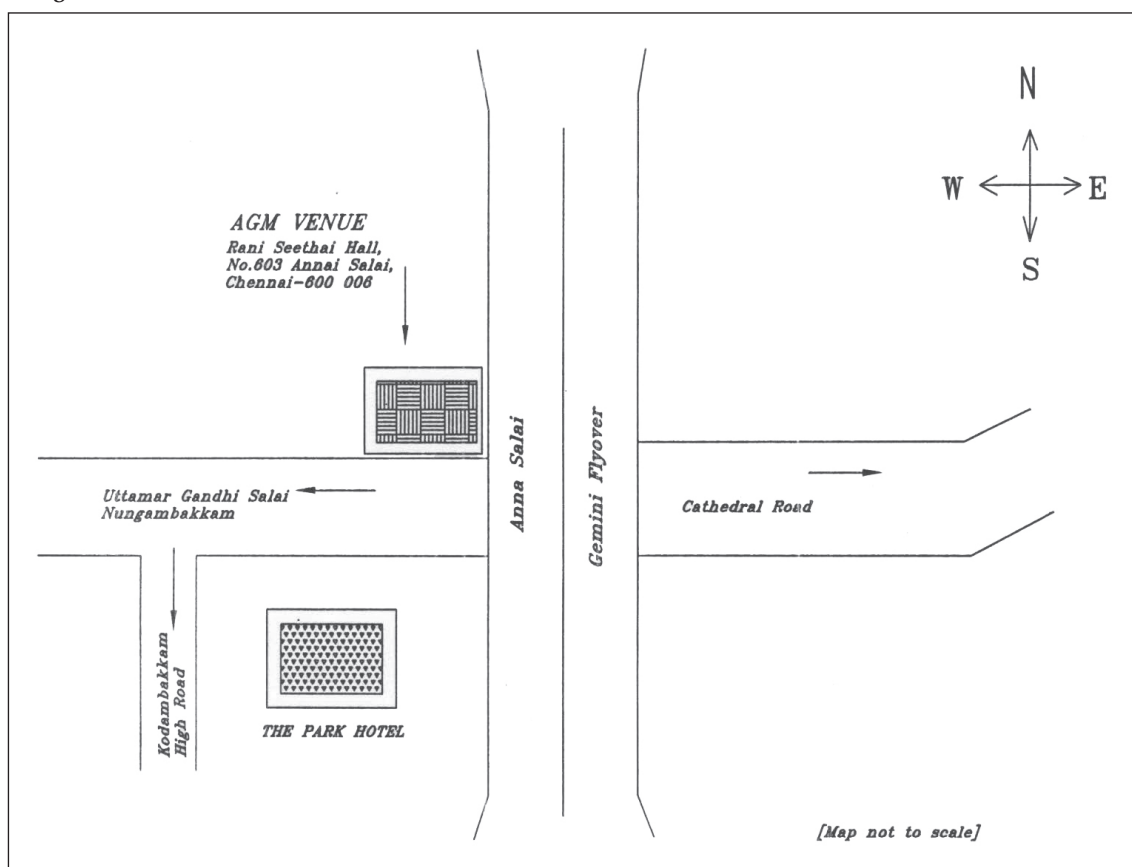 N
W E
S
AGM VENUE
Rani Seethai Hall,
No.603 Annai Salai,
Chennai-600 006
Anna Salai
Gemini Flyover
Uttamar Gandhi Salai
Nungambakkam
Cathedral Road
Kodambakkam
High Road
THE PARK HOTEL
[Map not to scale]